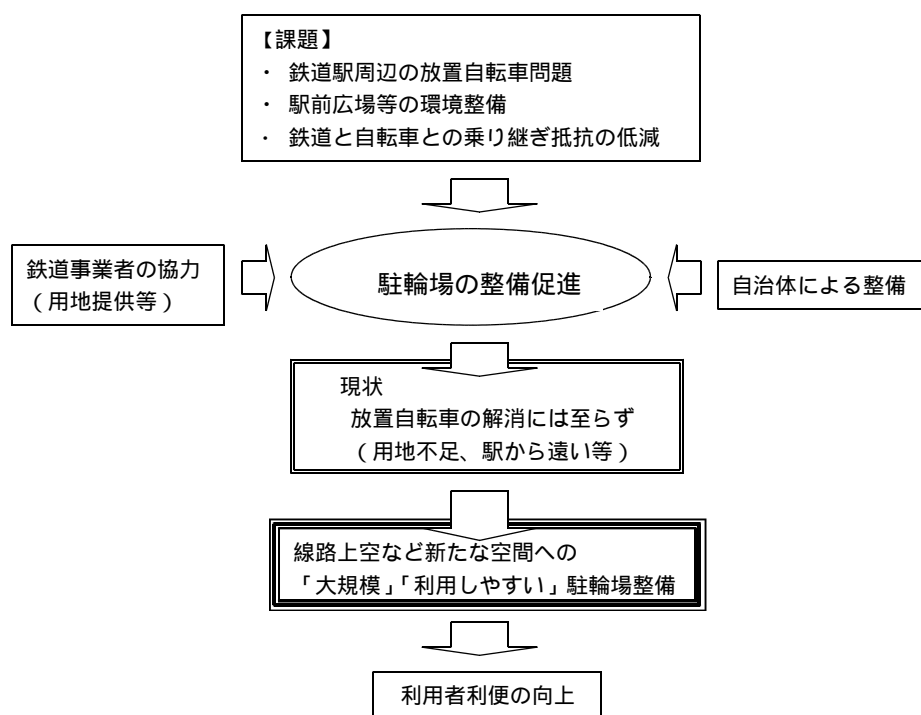 【課題】
・ 鉄道駅周辺の放置自転車問題
・ 駅前広場等の環境整備
・ 鉄道と自転車との乗り継ぎ抵抗の低減
鉄道事業者の協力
（用地提供等）
駐輪場の整備促進
自治体による整備
現状
放置自転車の解消には至らず
（用地不足、駅から遠い等）
線路上空など新たな空間への
「大規模」「利用しやすい」駐輪場整備
利用者利便の向上